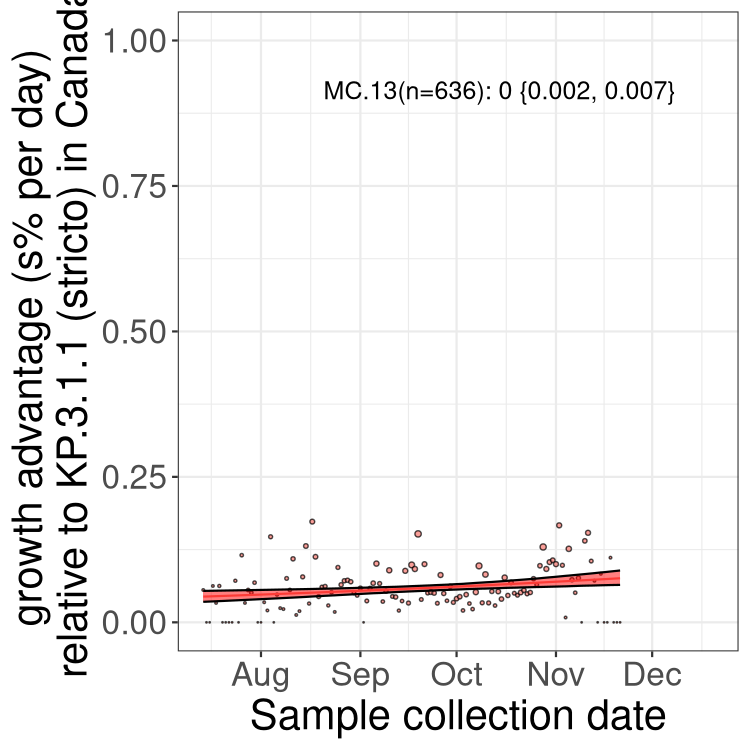 growth advantage (s% per day)
relative to KP.3.1.1 (stricto) in Canada
1.00
0.75
0.50
0.25
0.00
MC.13(n=636): 0 {0.002, 0.007}
Aug Sep Oct Nov Dec
Sample collection date